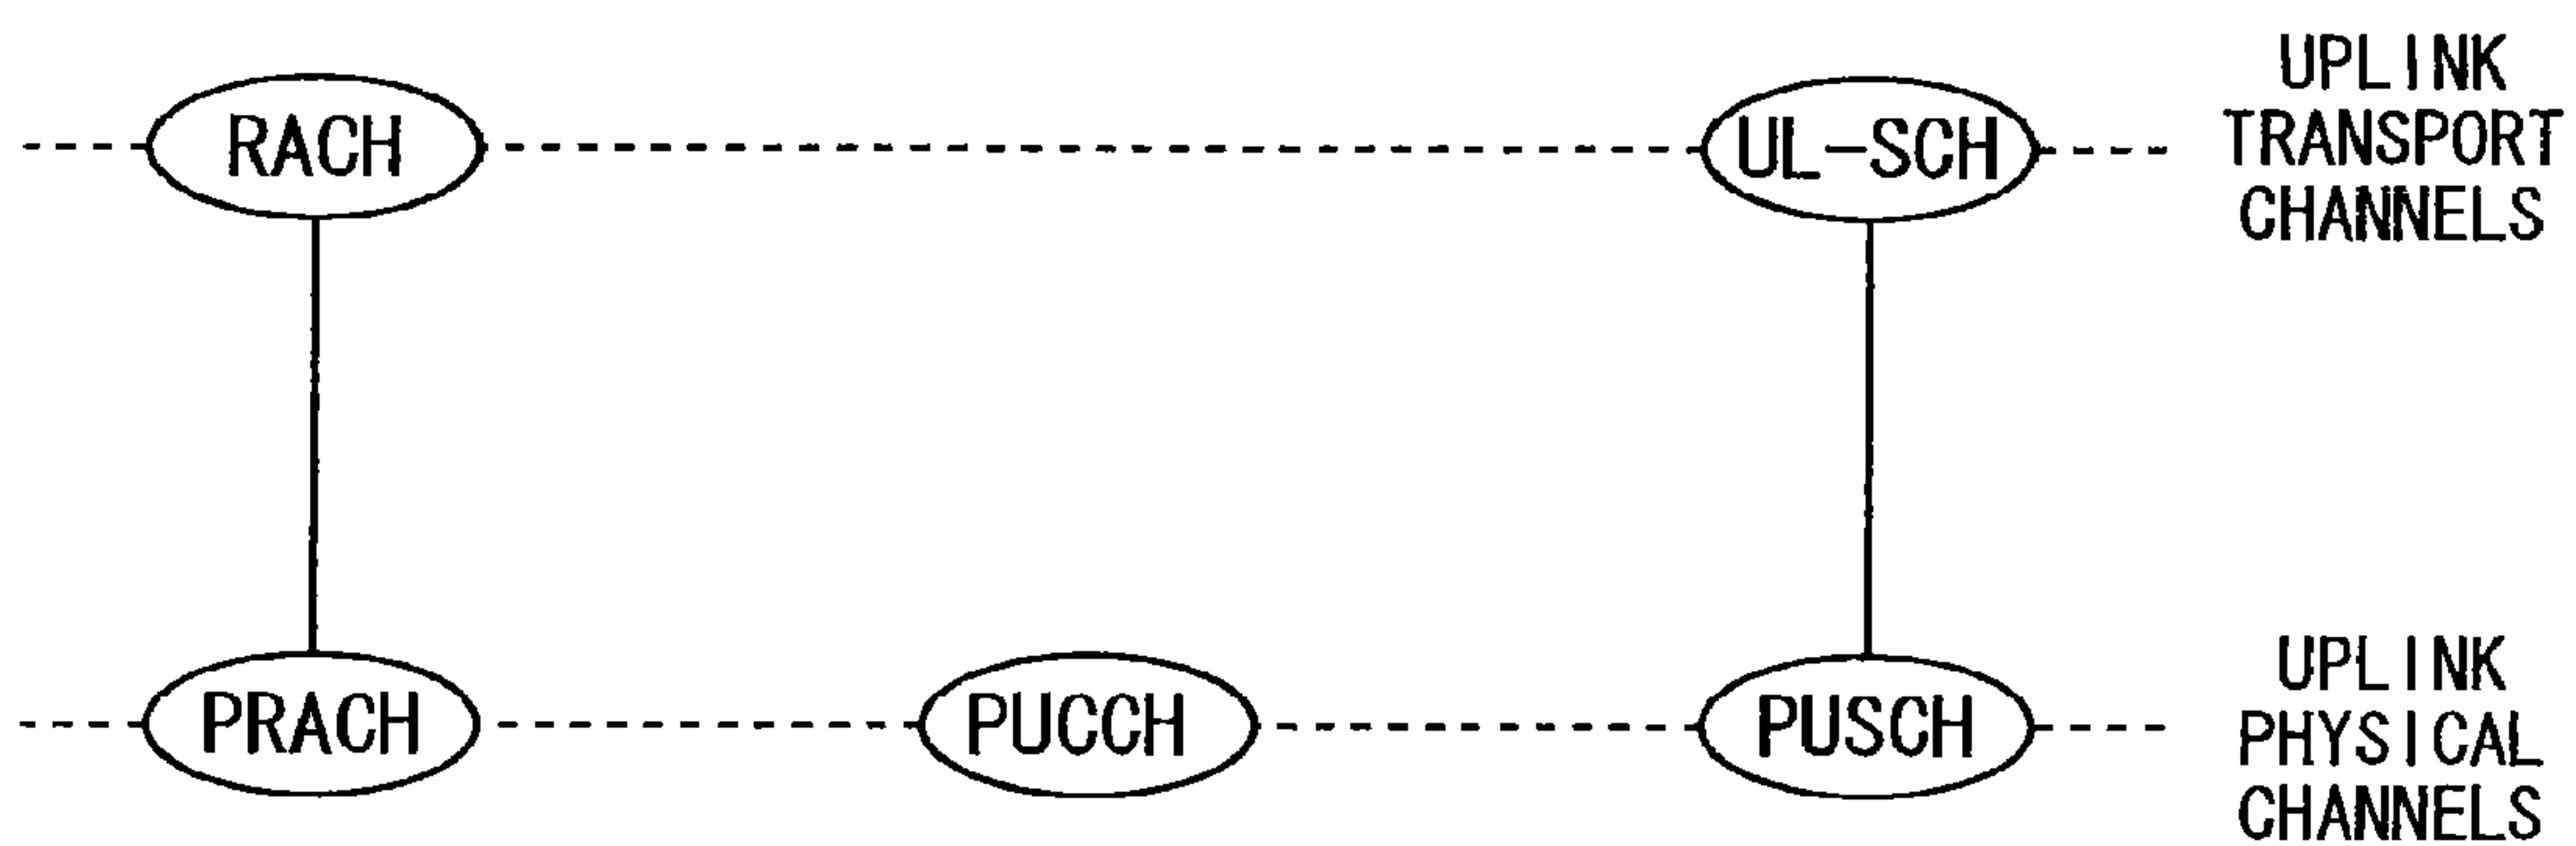 RACH
UL-SCH
UPLINK
TRANSPORT
CHANNELS
PRACH
PUCCH
PUSCH
UPLINK
PHYSICAL
CHANNELS